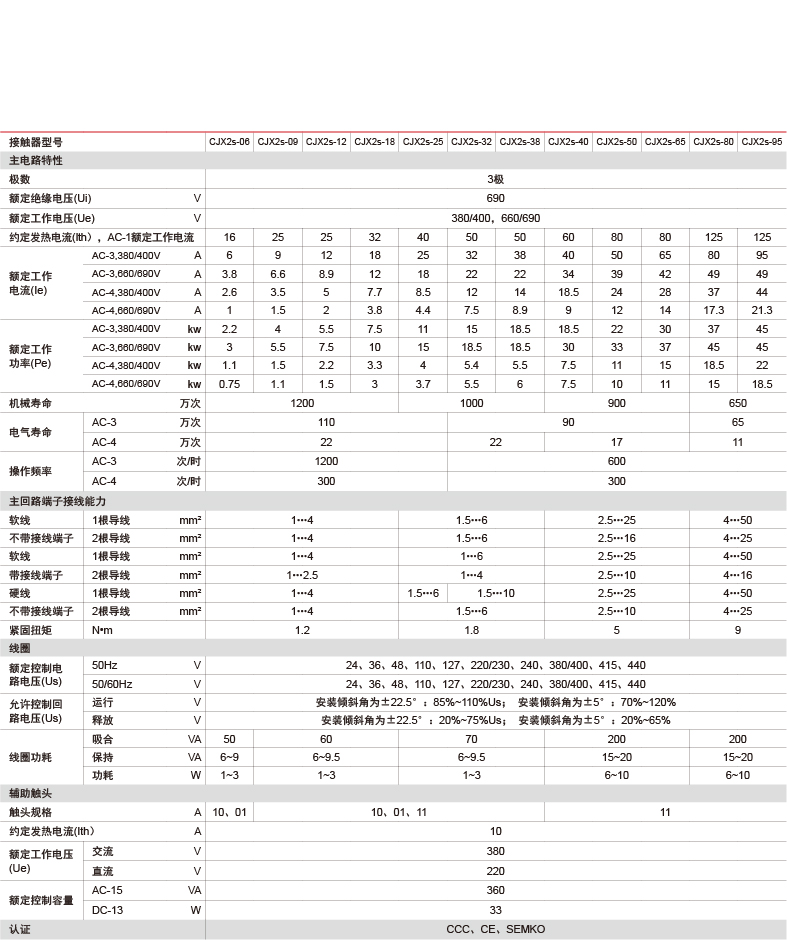 接触器型号 CJX2s-06 CJX2s-09 CJX2s-12 CJX2s-18 CJX2s-25 CJX2s-32 CJX2s-38 CJX2s-40 CJX2s-50 CJX2s-65 CJX2s-80 CJX2s-95
主电路特性
极数 3极
额定绝缘电压(Ui) V 690
额定工作电压(Ue) V 380/400，660/690
约定发热电流(Ith），AC-1额定工作电流 16 25 25 32 40 50 50 60 80 80 125 125
额定工作
电流(Ie)
AC-3,380/400V A 6 9 12 18 25 32 38 40 50 65 80 95
AC-3,660/690V A 3.8 6.6 8.9 12 18 22 22 34 39 42 49 49
AC-4,380/400V A 2.6 3.5 5 7.7 8.5 12 14 18.5 24 28 37 44
AC-4,660/690V A 1 1.5 2 3.8 4.4 7.5 8.9 9 12 14 17.3 21.3
额定工作
功率(Pe)
AC-3,380/400V kw 2.2 4 5.5 7.5 11 15 18.5 18.5 22 30 37 45
AC-3,660/690V kw 3 5.5 7.5 10 15 18.5 18.5 30 33 37 45 45
AC-4,380/400V kw 1.1 1.5 2.2 3.3 4 5.4 5.5 7.5 11 15 18.5 22
AC-4,660/690V kw 0.75 1.1 1.5 3 3.7 5.5 6 7.5 10 11 15 18.5
机械寿命 万次 1200 1000 900 650
电气寿命
AC-3 万次 110 90 65
AC-4 万次 22 22 17 11
操作频率
AC-3 次/时 1200 600
AC-4 次/时 300 300
主回路端子接线能力
软线 1根导线 mm² 1···4 1.5···6 2.5···25 4···50
不带接线端子 2根导线 mm² 1···4 1.5···6 2.5···16 4···25
软线 1根导线 mm² 1···4 1···6 2.5···25 4···50
带接线端子 2根导线 mm² 1···2.5 1···4 2.5···10 4···16
硬线 1根导线 mm² 1···4 1.5···6 1.5···10 2.5···25 4···50
不带接线端子 2根导线 mm² 1···4 1.5···6 2.5···10 4···25
紧固扭矩 N•m 1.2 1.8 5 9
线圈
额定控制电
路电压(Us)
50Hz V 24、36、48、110、127、220/230、240、380/400、415、440
50/60Hz V 24、36、48、110、127、220/230、240、380/400、415、440
允许控制回
路电压(Us)
运行 V 安装倾斜角为±22.5°：85%~110%Us； 安装倾斜角为±5°：70%~120%
释放 V 安装倾斜角为±22.5°：20%~75%Us； 安装倾斜角为±5°：20%~65%
线圈功耗
吸合 VA 50 60 70 200 200
保持 VA 6~9 6~9.5 6~9.5 15~20 15~20
功耗 W 1~3 1~3 1~3 6~10 6~10
辅助触头
触头规格 A 10、01 10、01、11 11
约定发热电流(Ith） A 10
额定工作电压
(Ue)
交流 V 380
直流 V 220
额定控制容量
AC-15 VA 360
DC-13 W 33
认证 CCC、CE、SEMKO